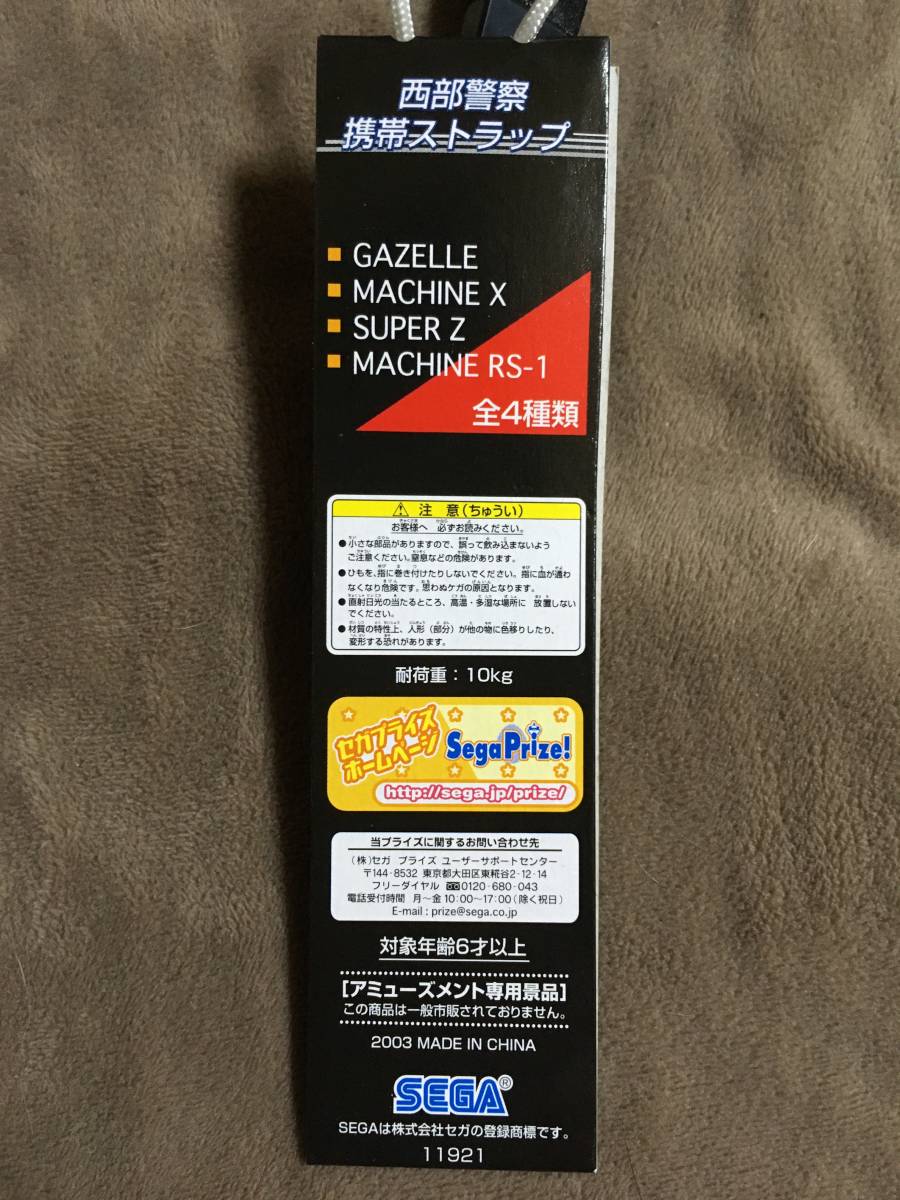 西部警察
携帯ストラップ
GAZELLE
MACHINE X
SUPER Z
MACHINE RS-1
全4種類
注 意(ちゅうい)
お客様へ 必ずお読みください。
●小さな部品がありますので、誤って飲み込まないよう
ご注意ください。窒息などの危険があります。
●ひもを、指に巻き付けたりしないでください。指に血が通わ
なくなり危険です。思わぬケガの原因となります。
●直射日光の当たるところ、高温・多湿な場所に 放置しない
でください。
●材質の特性上、人形(部分)が他の物に色移りしたり、
変形する恐れがあります。
耐荷重:10kg
セガプライズ
ホームページ
SegaPrize!
http://sega.jp/prize/
当プライズに関するお問い合わせ先
(株)セガ プライズ ユーザーサポートセンター
〒144-8532 東京都大田区東糀谷2-12-14
フリーダイヤル 0120-680-043
電話受付時間 月〜金 10:00〜17:00(除く祝日)
E-mail : prize@sega.co.jp
対象年齢6才以上
[アミューズメント専用景品]
この商品は一般市販されておりません。
2003 MADE IN CHINA
SEGA®
SEGAは株式会社セガの登録商標です。
11921